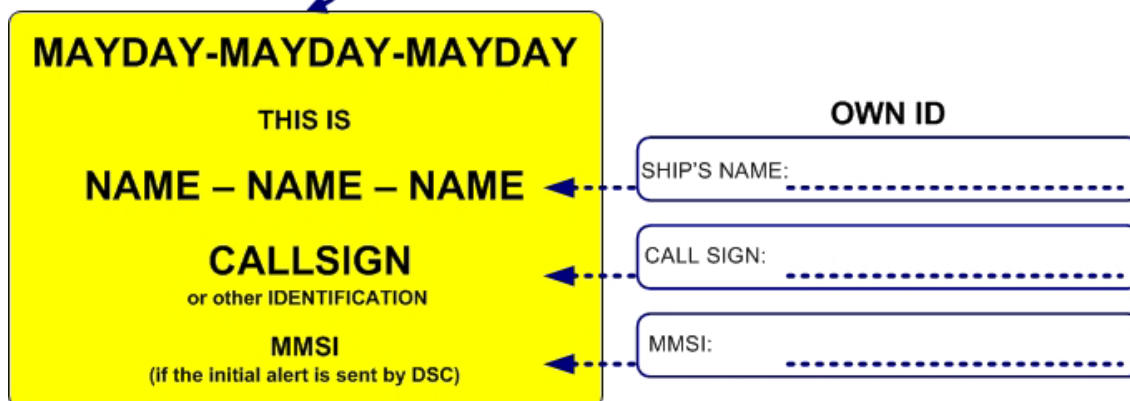 MAYDAY-MAYDAY-MAYDAY
THIS IS
NAME – NAME – NAME
CALLSIGN
or other IDENTIFICATION
MMSI
(if the initial alert is sent by DSC)
OWN ID
SHIP'S NAME:
CALL SIGN:
MMSI: